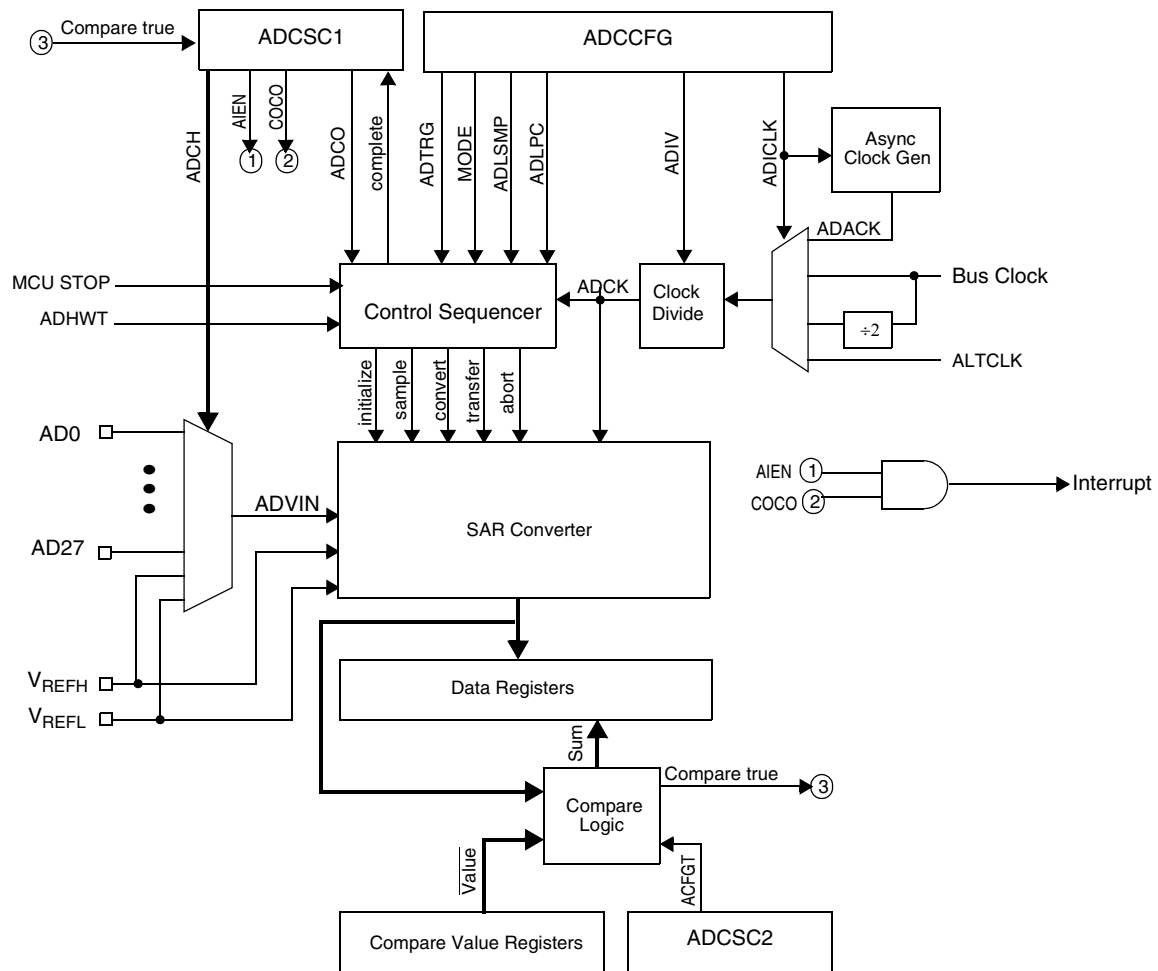 3 Compare true
ADCSC1
ADCCFG
ADCH
AIEN
COCO
1
2
ADCO
complete
ADTRG
MODE
ADLSMP
ADLPC
ADIV
ADICLK
Async
Clock Gen
ADACK
MCU STOP
ADHWT
Control Sequencer
ADCK
Clock
Divide
Bus Clock
÷2
ALTCLK
initialize
sample
convert
transfer
abort
AD0
AD27
ADVIN
SAR Converter
AIEN 1
COCO 2
Interrupt
VREFH
VREFL
Data Registers
Sum
Compare true 3
Compare
Logic
Value
ACFGT
Compare Value Registers
ADCSC2